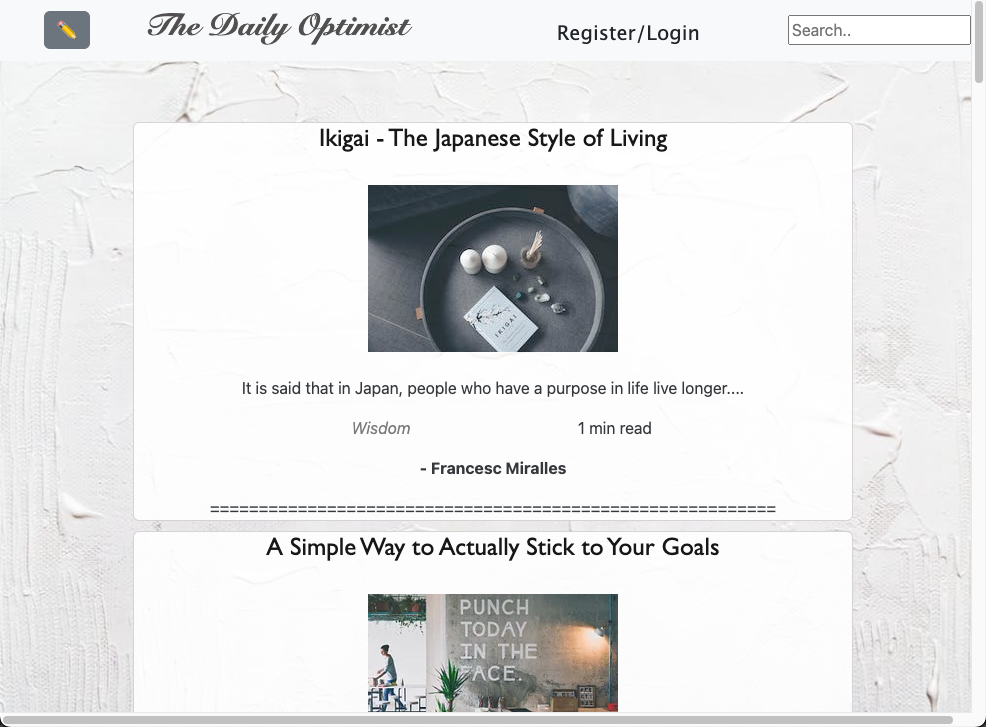 The Daily Optimist
Register/Login
Search..
Ikigai - The Japanese Style of Living
IKIGAI
It is said that in Japan, people who have a purpose in life live longer....
Wisdom
1 min read
- Francesc Miralles
==========================================================
A Simple Way to Actually Stick to Your Goals
PUNCH
TODAY
IN THE
FACE.